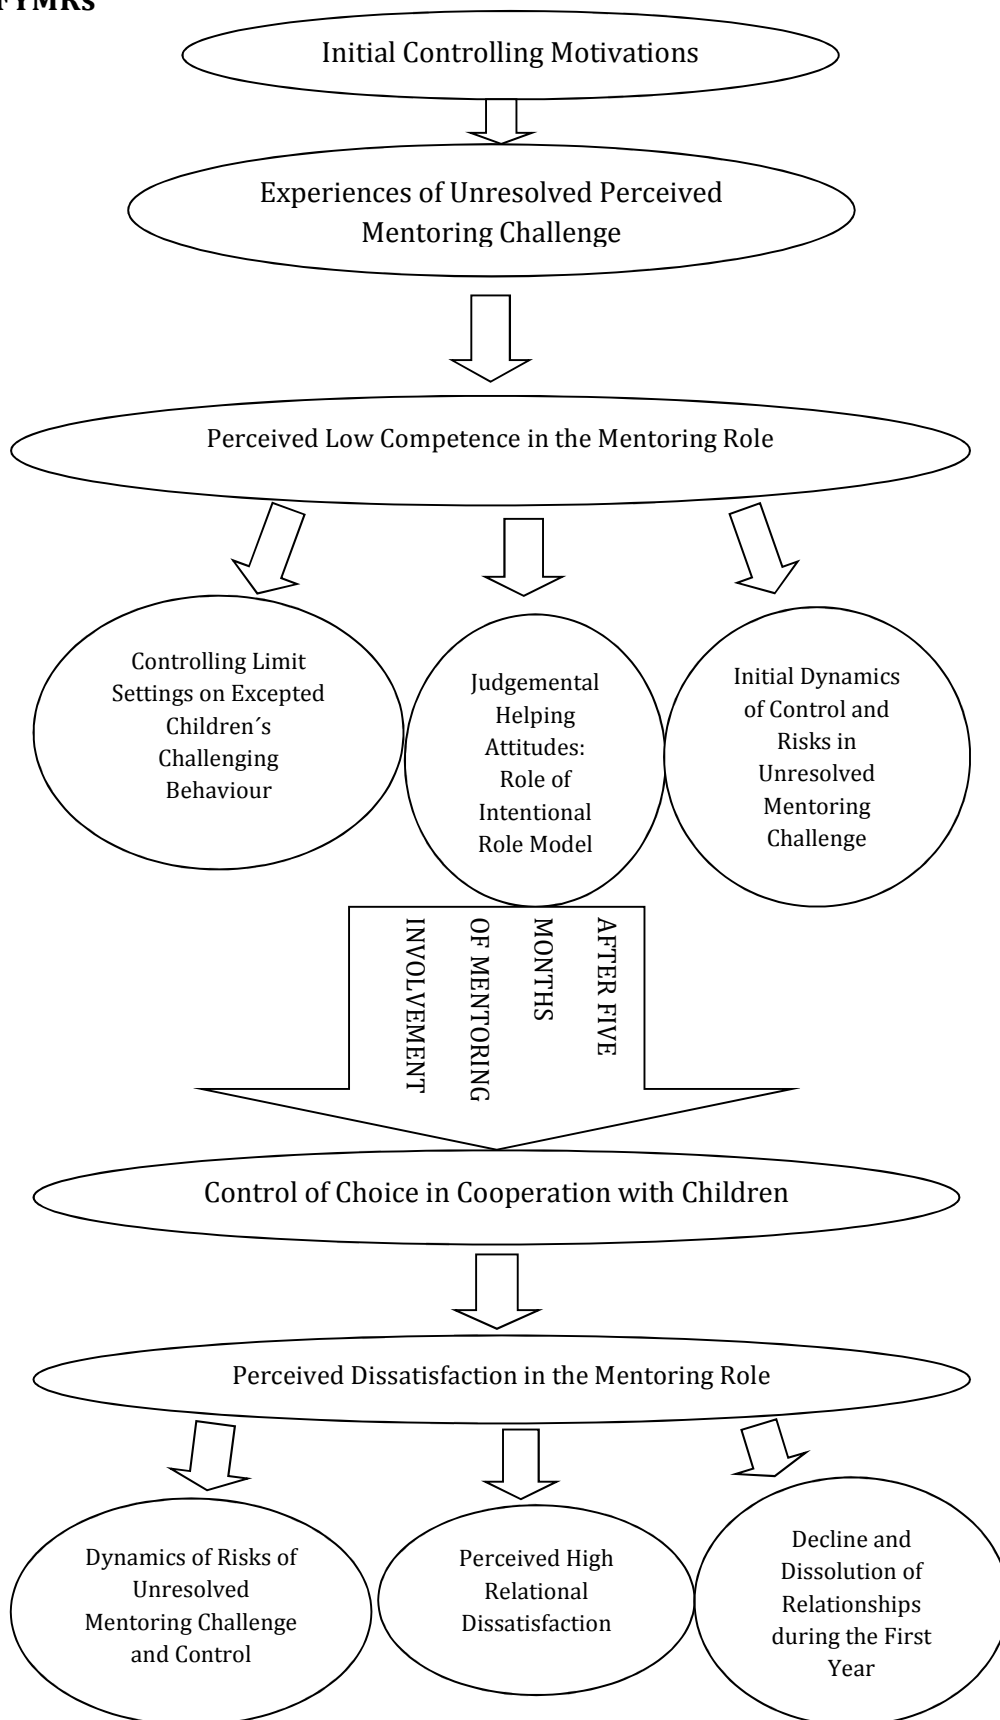 FYMRs
Initial Controlling Motivations
Experiences of Unresolved Perceived
Mentoring Challenge
Perceived Low Competence in the Mentoring Role
Controlling Limit
Settings on Excepted
Children´s
Challenging
Behaviour
Judgemental
Helping
Attitudes:
Role of
Intentional
Role Model
Initial Dynamics
of Control and
Risks in
Unresolved
Mentoring
Challenge
AFTER FIVE
MONTHS
OF MENTORING
INVOLVEMENT
Control of Choice in Cooperation with Children
Perceived Dissatisfaction in the Mentoring Role
Dynamics of Risks of
Unresolved
Mentoring Challenge
and Control
Perceived High
Relational
Dissatisfaction
Decline and
Dissolution of
Relationships
during the First
Year